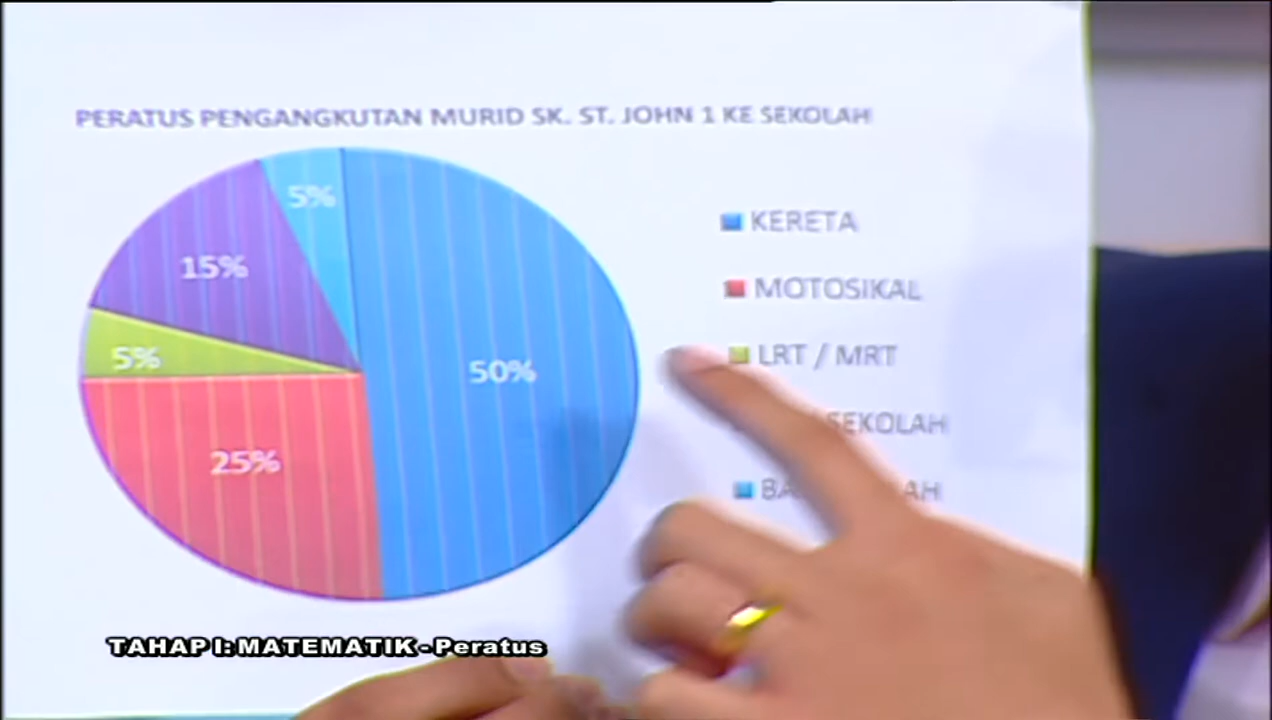 PERATUS PENGANGKUTAN MURID SK. ST. JOHN 1 KE SEKOLAH
5%
15%
5%
50%
25%
KERETA
MOTOSIKAL
LRT / MRT
SEKOLAH
TAHAP I: MATEMATIK - Peratus